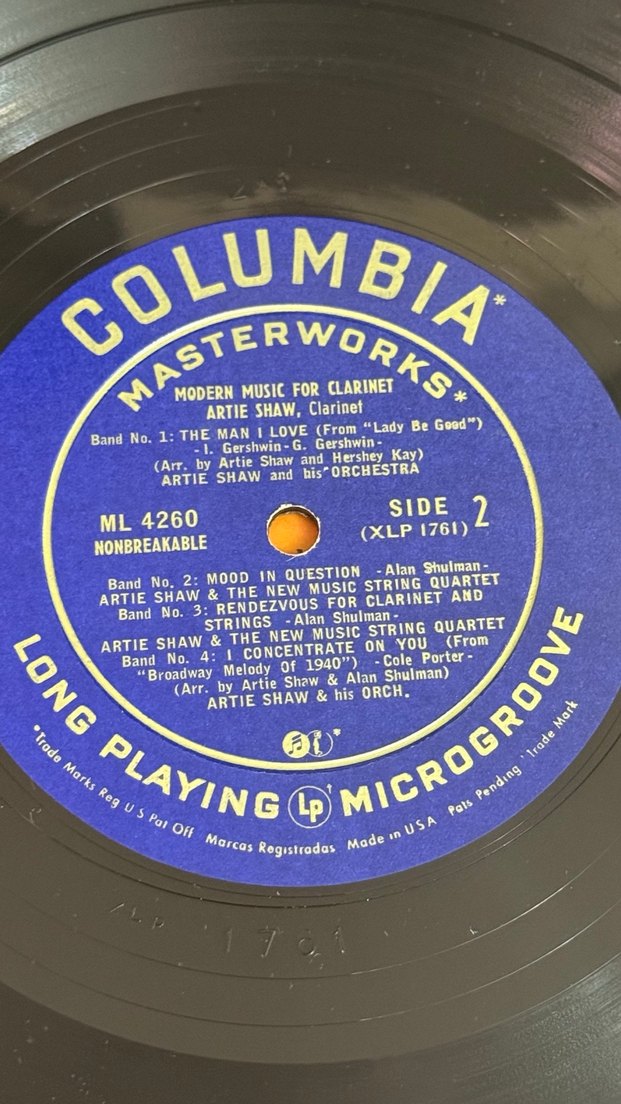 COLUMBIA*
MASTERWORKS*
MODERN MUSIC FOR CLARINET
ARTIE SHAW, Clarinet
Band No. 1: THE MAN I LOVE (From "Lady Be Good")
-I. Gershwin-G. Gershwin-
(Arr. by Artie Shaw and Hershey Kay)
ARTIE SHAW and his ORCHESTRA
ML 4260
NONBREAKABLE
SIDE 2
(XLP 1761)
Band No. 2: MOOD IN QUESTION -Alan Shulman-
ARTIE SHAW & THE NEW MUSIC STRING QUARTET
Band No. 3: RENDEZVOUS FOR CLARINET AND
STRINGS -Alan Shulman-
ARTIE SHAW & THE NEW MUSIC STRING QUARTET
Band No. 4: I CONCENTRATE ON YOU (From
"Broadway Melody Of 1940") -Cole Porter-
(Arr. by Artie Shaw & Alan Shulman)
ARTIE SHAW & his ORCH.
LONG PLAYING Lp† MICROGROOVE
*Trade Marks Reg U S Pat Off Marcas Registradas Made in USA Pats Pending †Trade Mark
XLP 1761